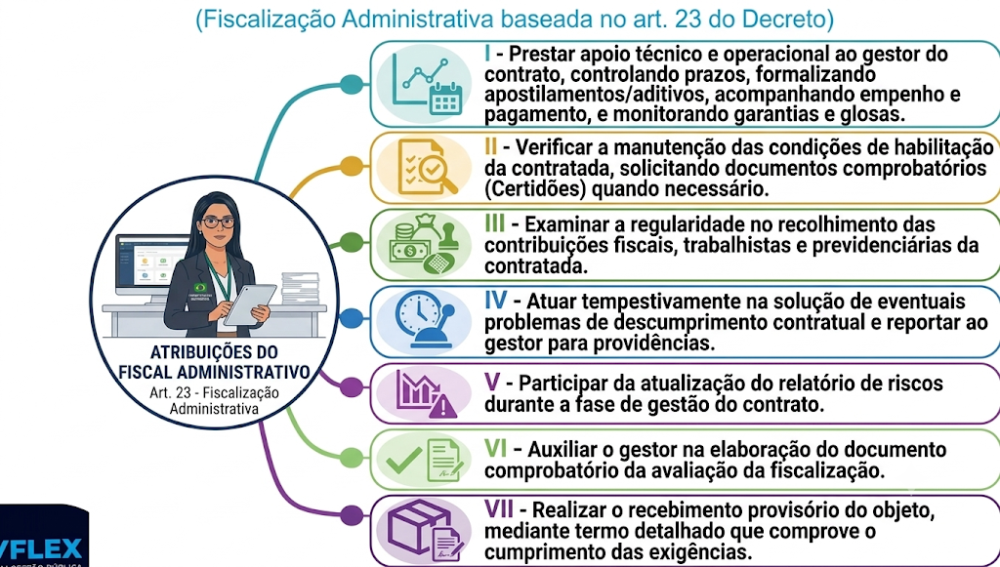 (Fiscalização Administrativa baseada no art. 23 do Decreto)
I - Prestar apoio técnico e operacional ao gestor do
contrato, controlando prazos, formalizando
apostilamentos/aditivos, acompanhando empenho e
pagamento, e monitorando garantias e glosas.
II - Verificar a manutenção das condições de habilitação
da contratada, solicitando documentos comprobatórios
(Certidões) quando necessário.
III - Examinar a regularidade no recolhimento das
contribuições fiscais, trabalhistas e previdenciárias da
contratada.
IV - Atuar tempestivamente na solução de eventuais
problemas de descumprimento contratual e reportar ao
gestor para providências.
V - Participar da atualização do relatório de riscos
durante a fase de gestão do contrato.
VI - Auxiliar o gestor na elaboração do documento
comprobatório da avaliação da fiscalização.
VII - Realizar o recebimento provisório do objeto,
mediante termo detalhado que comprove o
cumprimento das exigências.
ATRIBUIÇÕES DO
FISCAL ADMINISTRATIVO
Art. 23 - Fiscalização
Administrativa
/FLEX